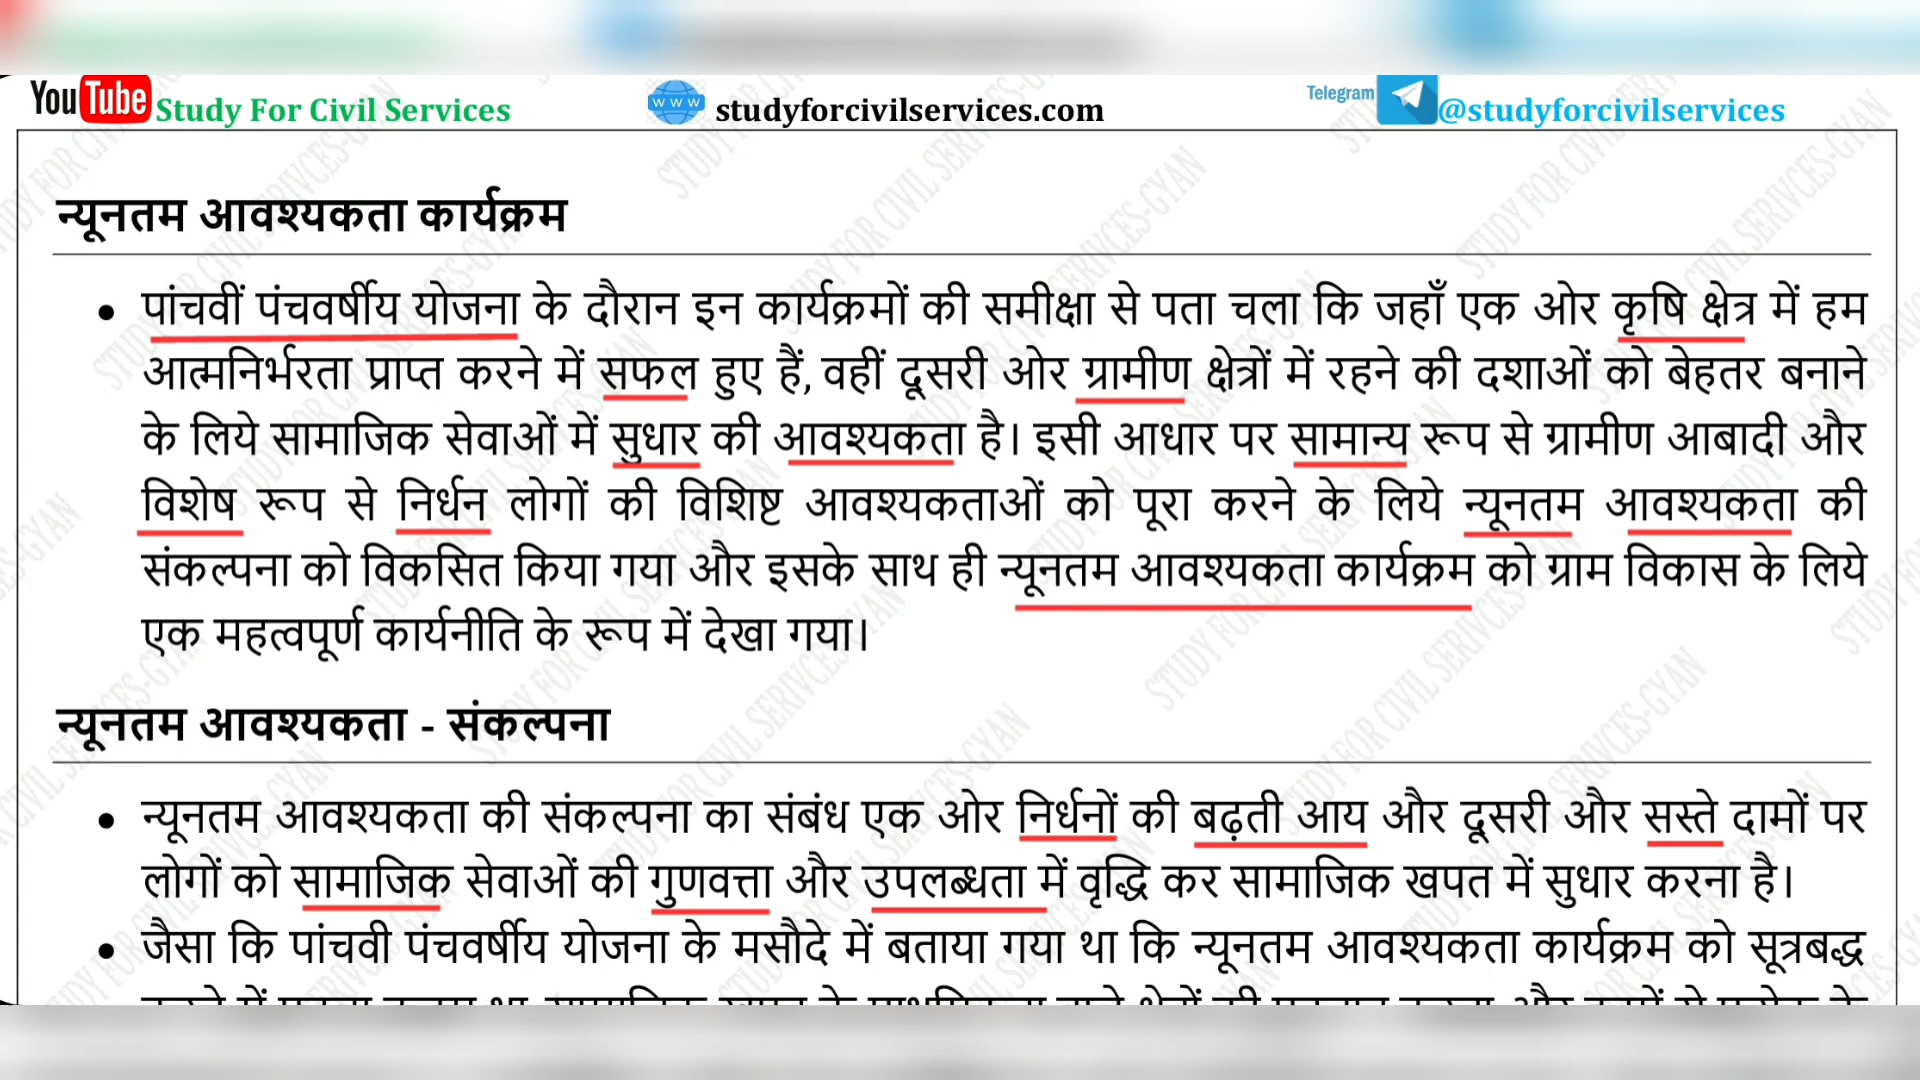 YouTube Study For Civil Services
www studyforcivilservices.com
Telegram @studyforcivilservices
न्यूनतम आवश्यकता कार्यक्रम
• पांचवीं पंचवर्षीय योजना के दौरान इन कार्यक्रमों की समीक्षा से पता चला कि जहाँ एक ओर कृषि क्षेत्र में हम
आत्मनिर्भरता प्राप्त करने में सफल हुए हैं, वहीं दूसरी ओर ग्रामीण क्षेत्रों में रहने की दशाओं को बेहतर बनाने
के लिये सामाजिक सेवाओं में सुधार की आवश्यकता है। इसी आधार पर सामान्य रूप से ग्रामीण आबादी और
विशेष रूप से निर्धन लोगों की विशिष्ट आवश्यकताओं को पूरा करने के लिये न्यूनतम आवश्यकता की
संकल्पना को विकसित किया गया और इसके साथ ही न्यूनतम आवश्यकता कार्यक्रम को ग्राम विकास के लिये
एक महत्वपूर्ण कार्यनीति के रूप में देखा गया।
न्यूनतम आवश्यकता - संकल्पना
• न्यूनतम आवश्यकता की संकल्पना का संबंध एक ओर निर्धनों की बढ़ती आय और दूसरी और सस्ते दामों पर
लोगों को सामाजिक सेवाओं की गुणवत्ता और उपलब्धता में वृद्धि कर सामाजिक खपत में सुधार करना है।
• जैसा कि पांचवी पंचवर्षीय योजना के मसौदे में बताया गया था कि न्यूनतम आवश्यकता कार्यक्रम को सूत्रबद्ध
STUDY FOR CIVIL SERIVCES-GYAN